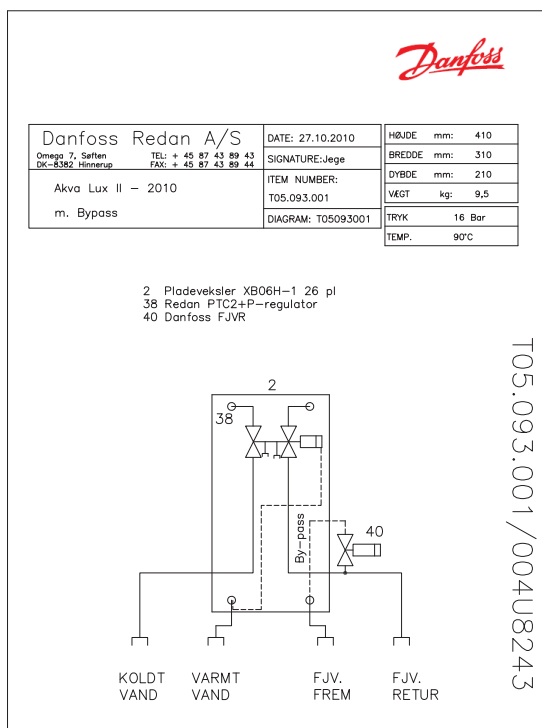 Danfoss
Danfoss Redan A/S
Omega 7, Søften
DK-8382 Hinnerup
TEL: + 45 87 43 89 43
FAX: + 45 87 43 89 44
Akva Lux II - 2010
m. Bypass
DATE: 27.10.2010
SIGNATURE:Jege
ITEM NUMBER:
T05.093.001
DIAGRAM: T05093001
HØJDE mm: 410
BREDDE mm: 310
DYBDE mm: 210
VÆGT kg: 9,5
TRYK 16 Bar
TEMP. 90°C
2 Pladeveksler XB06H-1 26 pl
38 Redan PTC2+P-regulator
40 Danfoss FJVR
2
38
By-pass
40
KOLDT VAND
VARMT VAND
FJV. FREM
FJV. RETUR
T05.093.001/004U8243